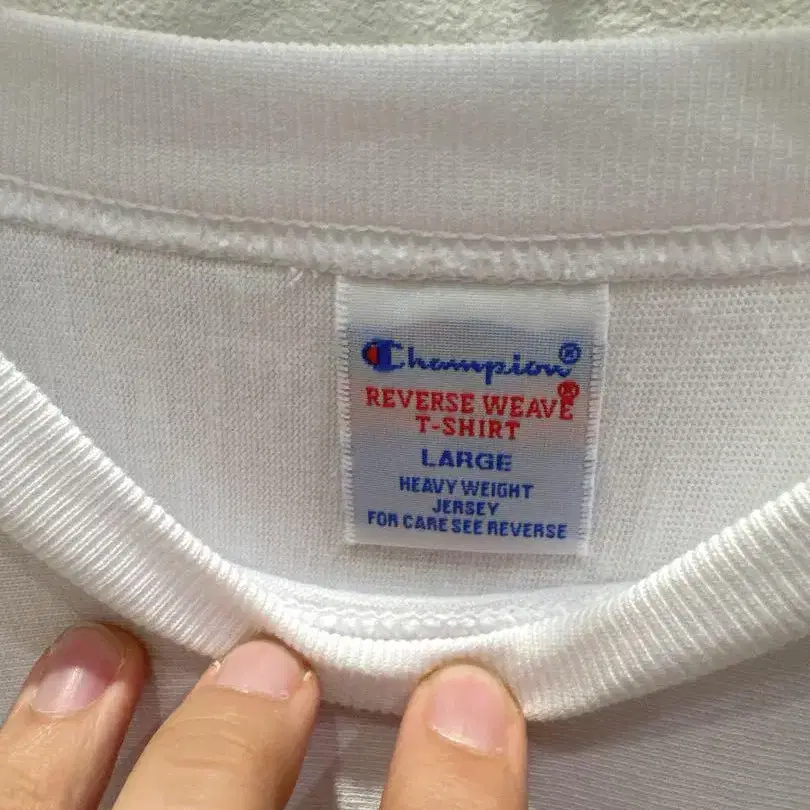 Champion®
REVERSE WEAVE®
T-SHIRT
LARGE
HEAVY WEIGHT
JERSEY
FOR CARE SEE REVERSE